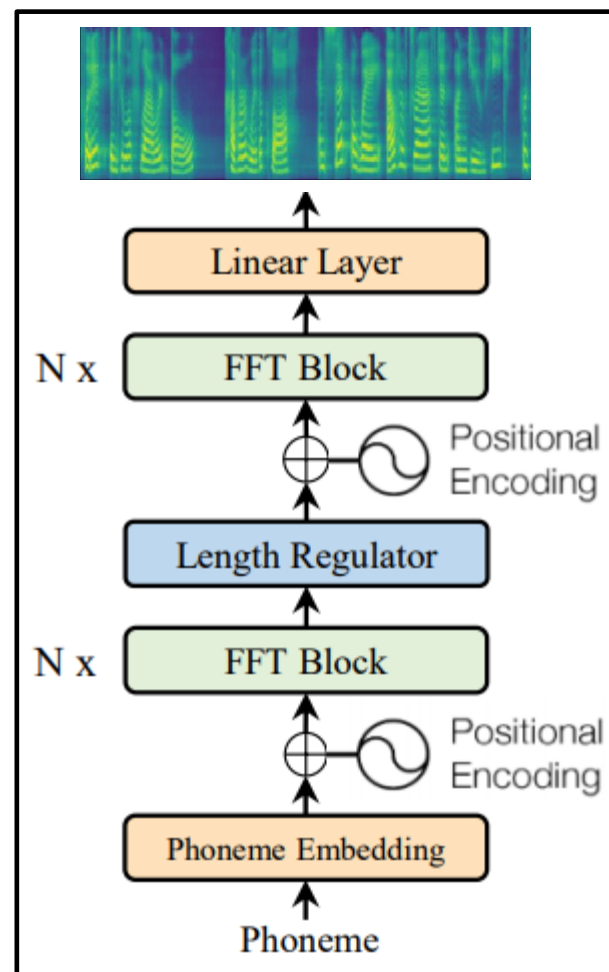 Linear Layer
N x
FFT Block
Positional
Encoding
Length Regulator
N x
FFT Block
Positional
Encoding
Phoneme Embedding
Phoneme